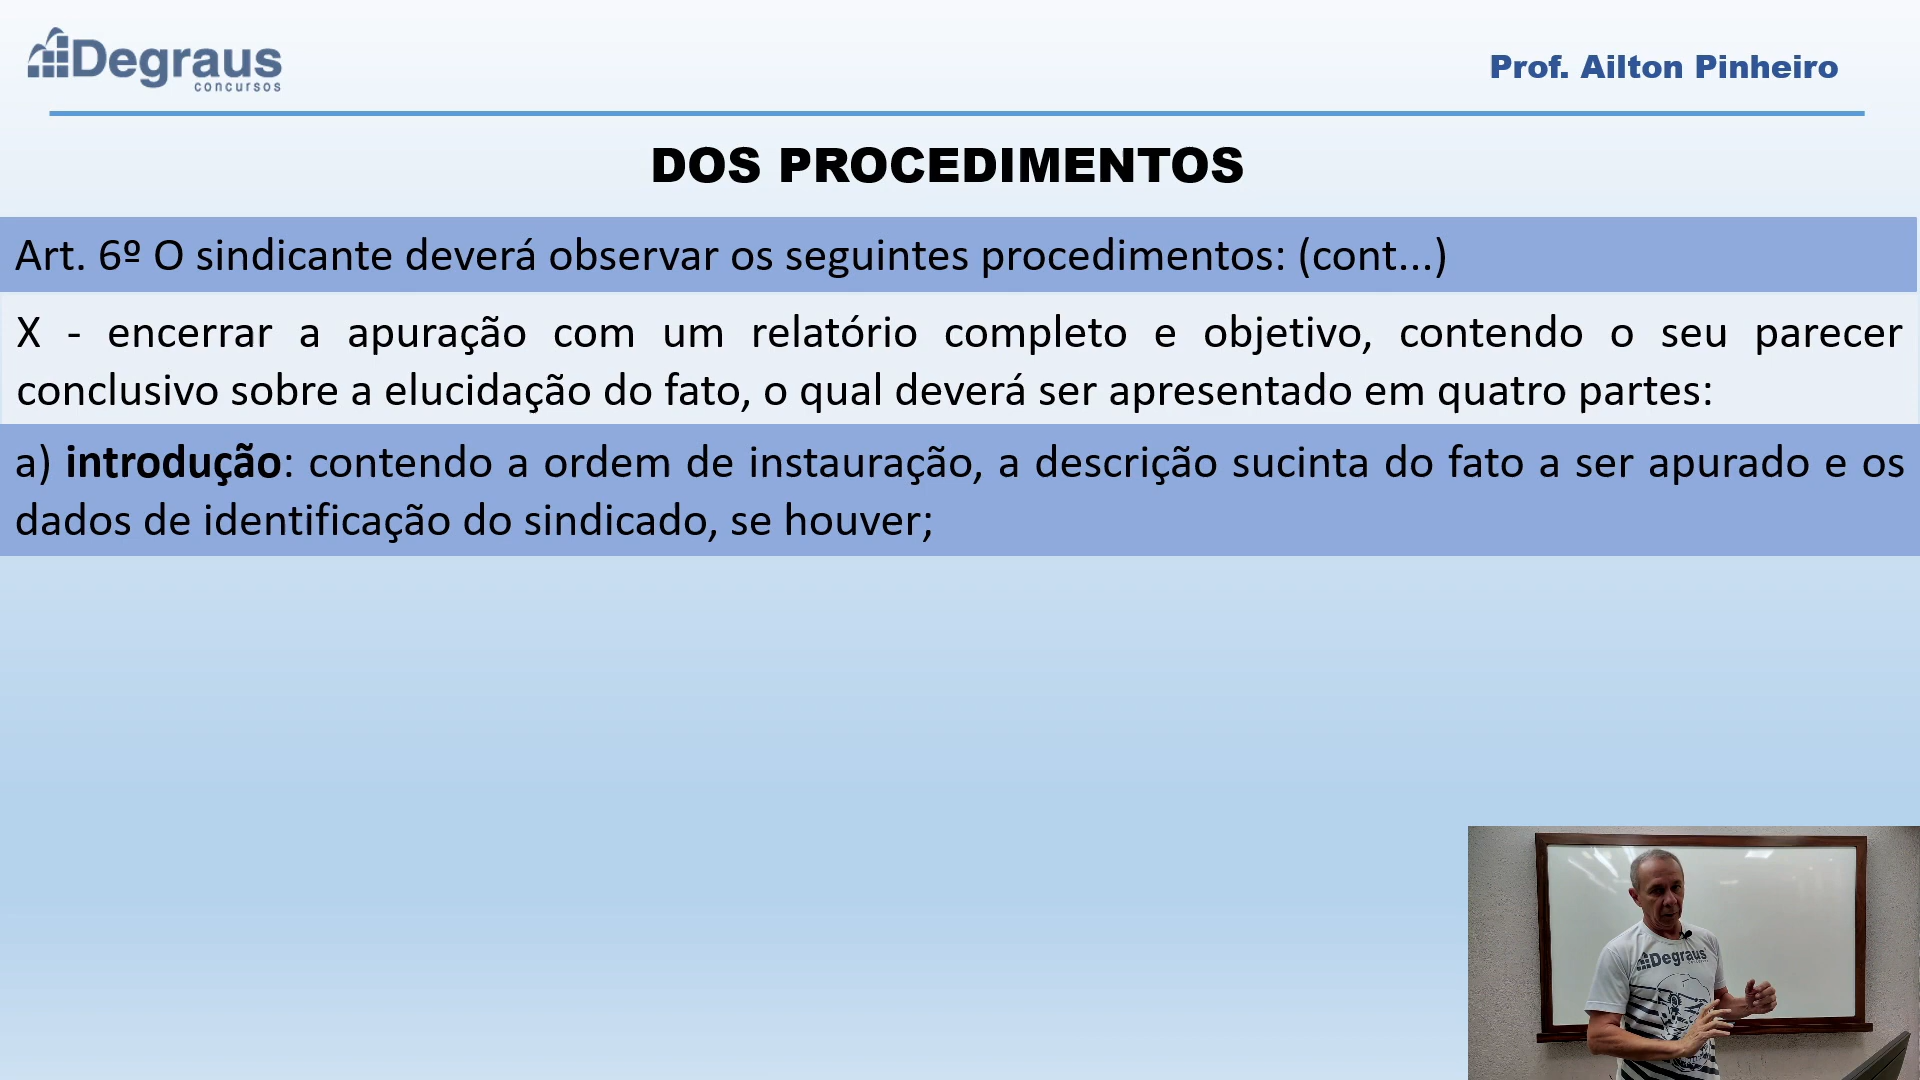 Degraus
concursos
Prof. Ailton Pinheiro
DOS PROCEDIMENTOS
Art. 6º O sindicante deverá observar os seguintes procedimentos: (cont...)
X - encerrar a apuração com um relatório completo e objetivo, contendo o seu parecer
conclusivo sobre a elucidação do fato, o qual deverá ser apresentado em quatro partes:
a) introdução: contendo a ordem de instauração, a descrição sucinta do fato a ser apurado e os
dados de identificação do sindicado, se houver;
Degraus